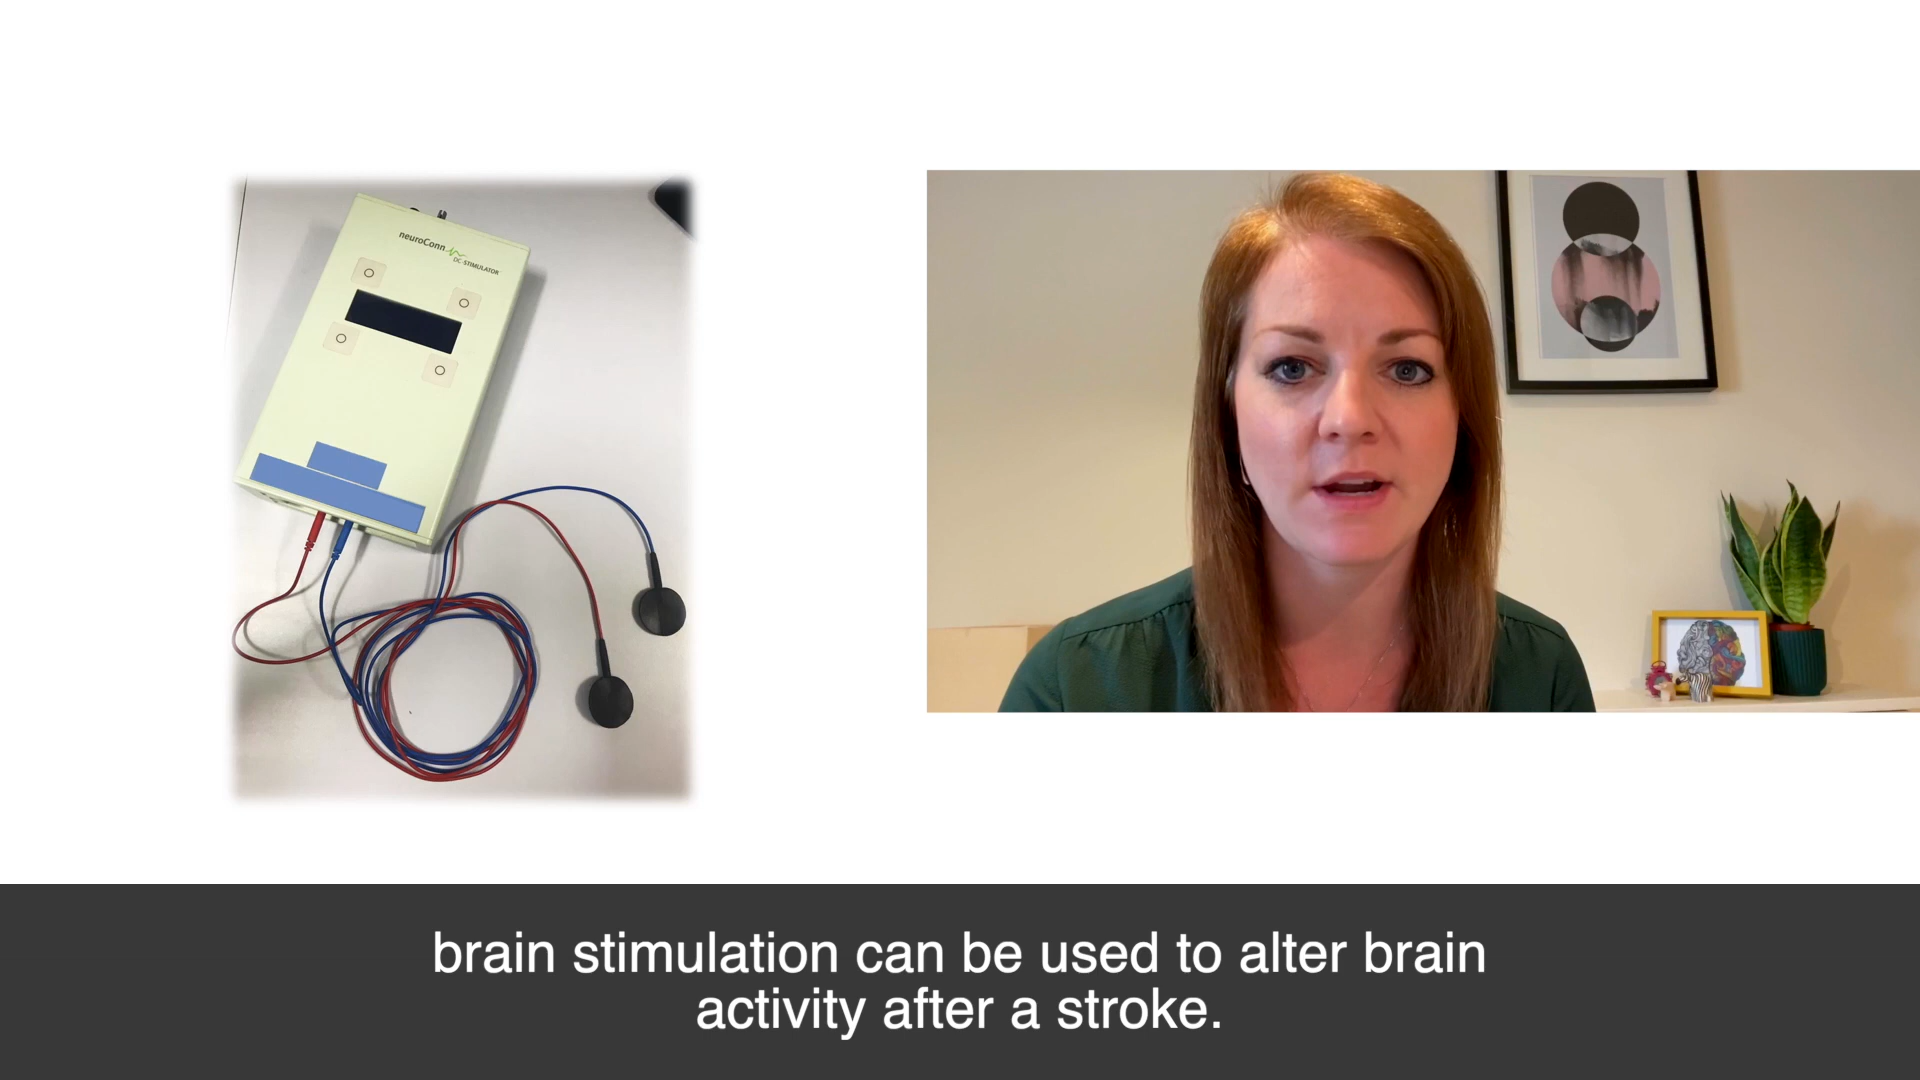 neuroConn
DC-STIMULATOR
brain stimulation can be used to alter brain
activity after a stroke.